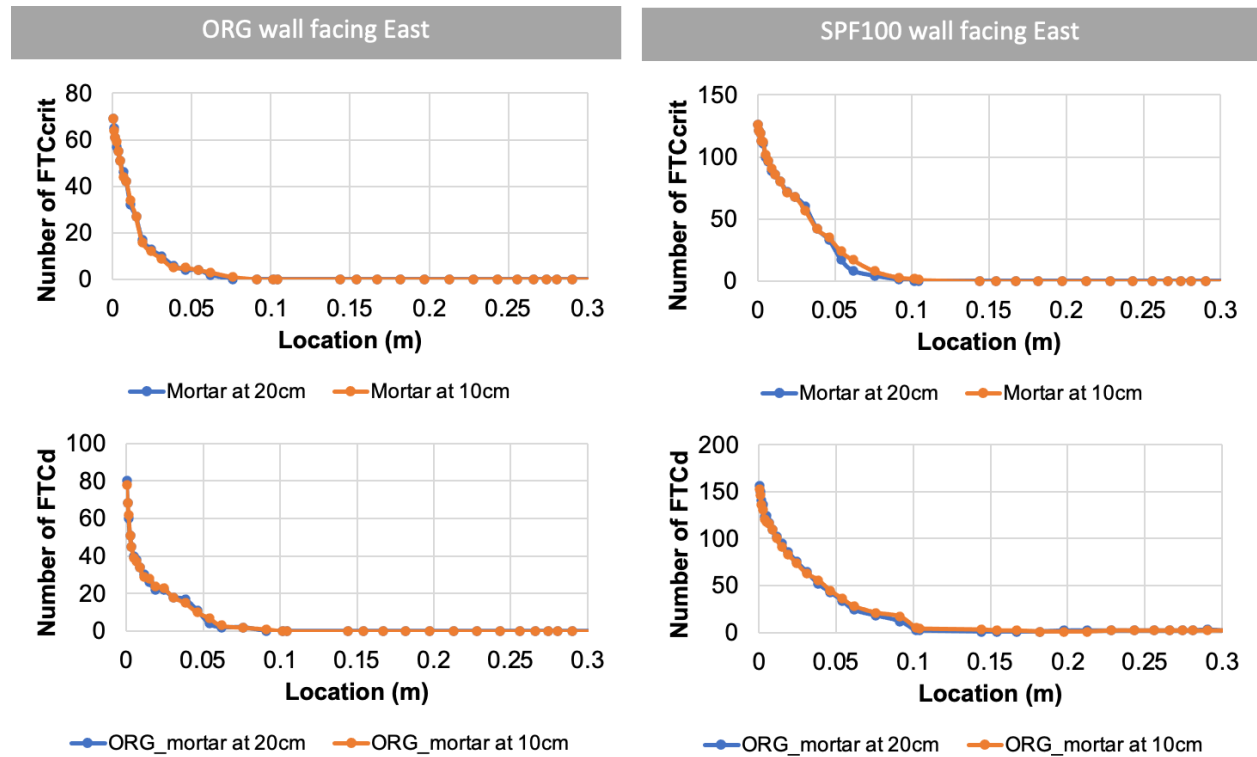 ORG wall facing East
SPF100 wall facing East
Nunber of FTCcrit
80
60
40
20
0
0 0.05 0.1 0.15 0.2 0.25 0.3
Location (m)
Mortar at 20cm Mortar at 10cm
Number of FTCcrit
150
100
50
0
0 0.05 0.1 0.15 0.2 0.25 0.3
Location (m)
Mortar at 20cm Mortar at 10cm
Number of FTCd
100
80
60
40
20
0
0 0.05 0.1 0.15 0.2 0.25 0.3
Location (m)
ORG_mortar at 20cm ORG_mortar at 10cm
Number of FTCd
200
150
100
50
0
0 0.05 0.1 0.15 0.2 0.25 0.3
Location (m)
ORG_mortar at 20cm ORG_mortar at 10cm